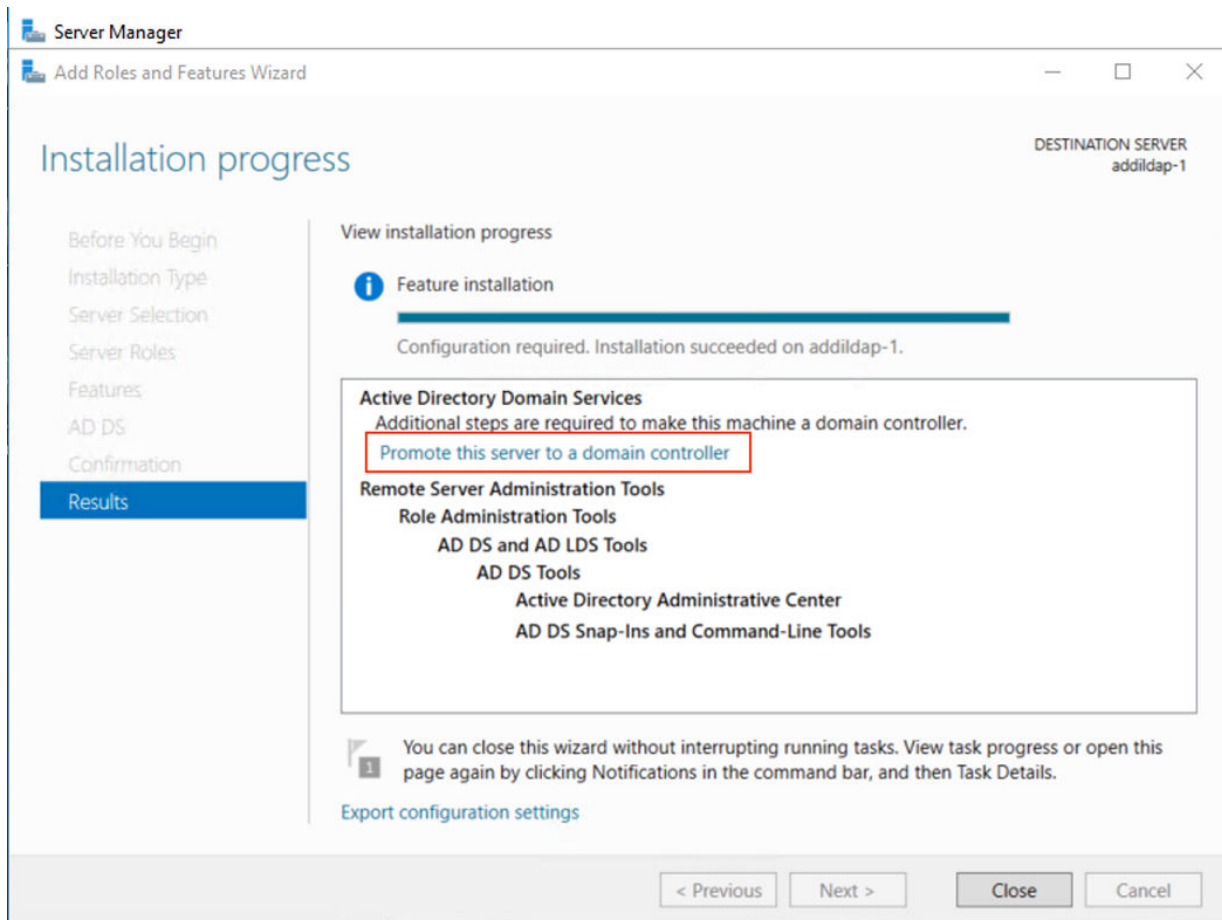 Server Manager
Add Roles and Features Wizard
Installation progress
DESTINATION SERVER
addildap-1
Before You Begin
Installation Type
Server Selection
Server Roles
Features
AD DS
Confirmation
Results
View installation progress
Feature installation
Configuration required. Installation succeeded on addildap-1.
Active Directory Domain Services
Additional steps are required to make this machine a domain controller.
Promote this server to a domain controller
Remote Server Administration Tools
Role Administration Tools
AD DS and AD LDS Tools
AD DS Tools
Active Directory Administrative Center
AD DS Snap-Ins and Command-Line Tools
1
You can close this wizard without interrupting running tasks. View task progress or open this
page again by clicking Notifications in the command bar, and then Task Details.
Export configuration settings
< Previous
Next >
Close
Cancel